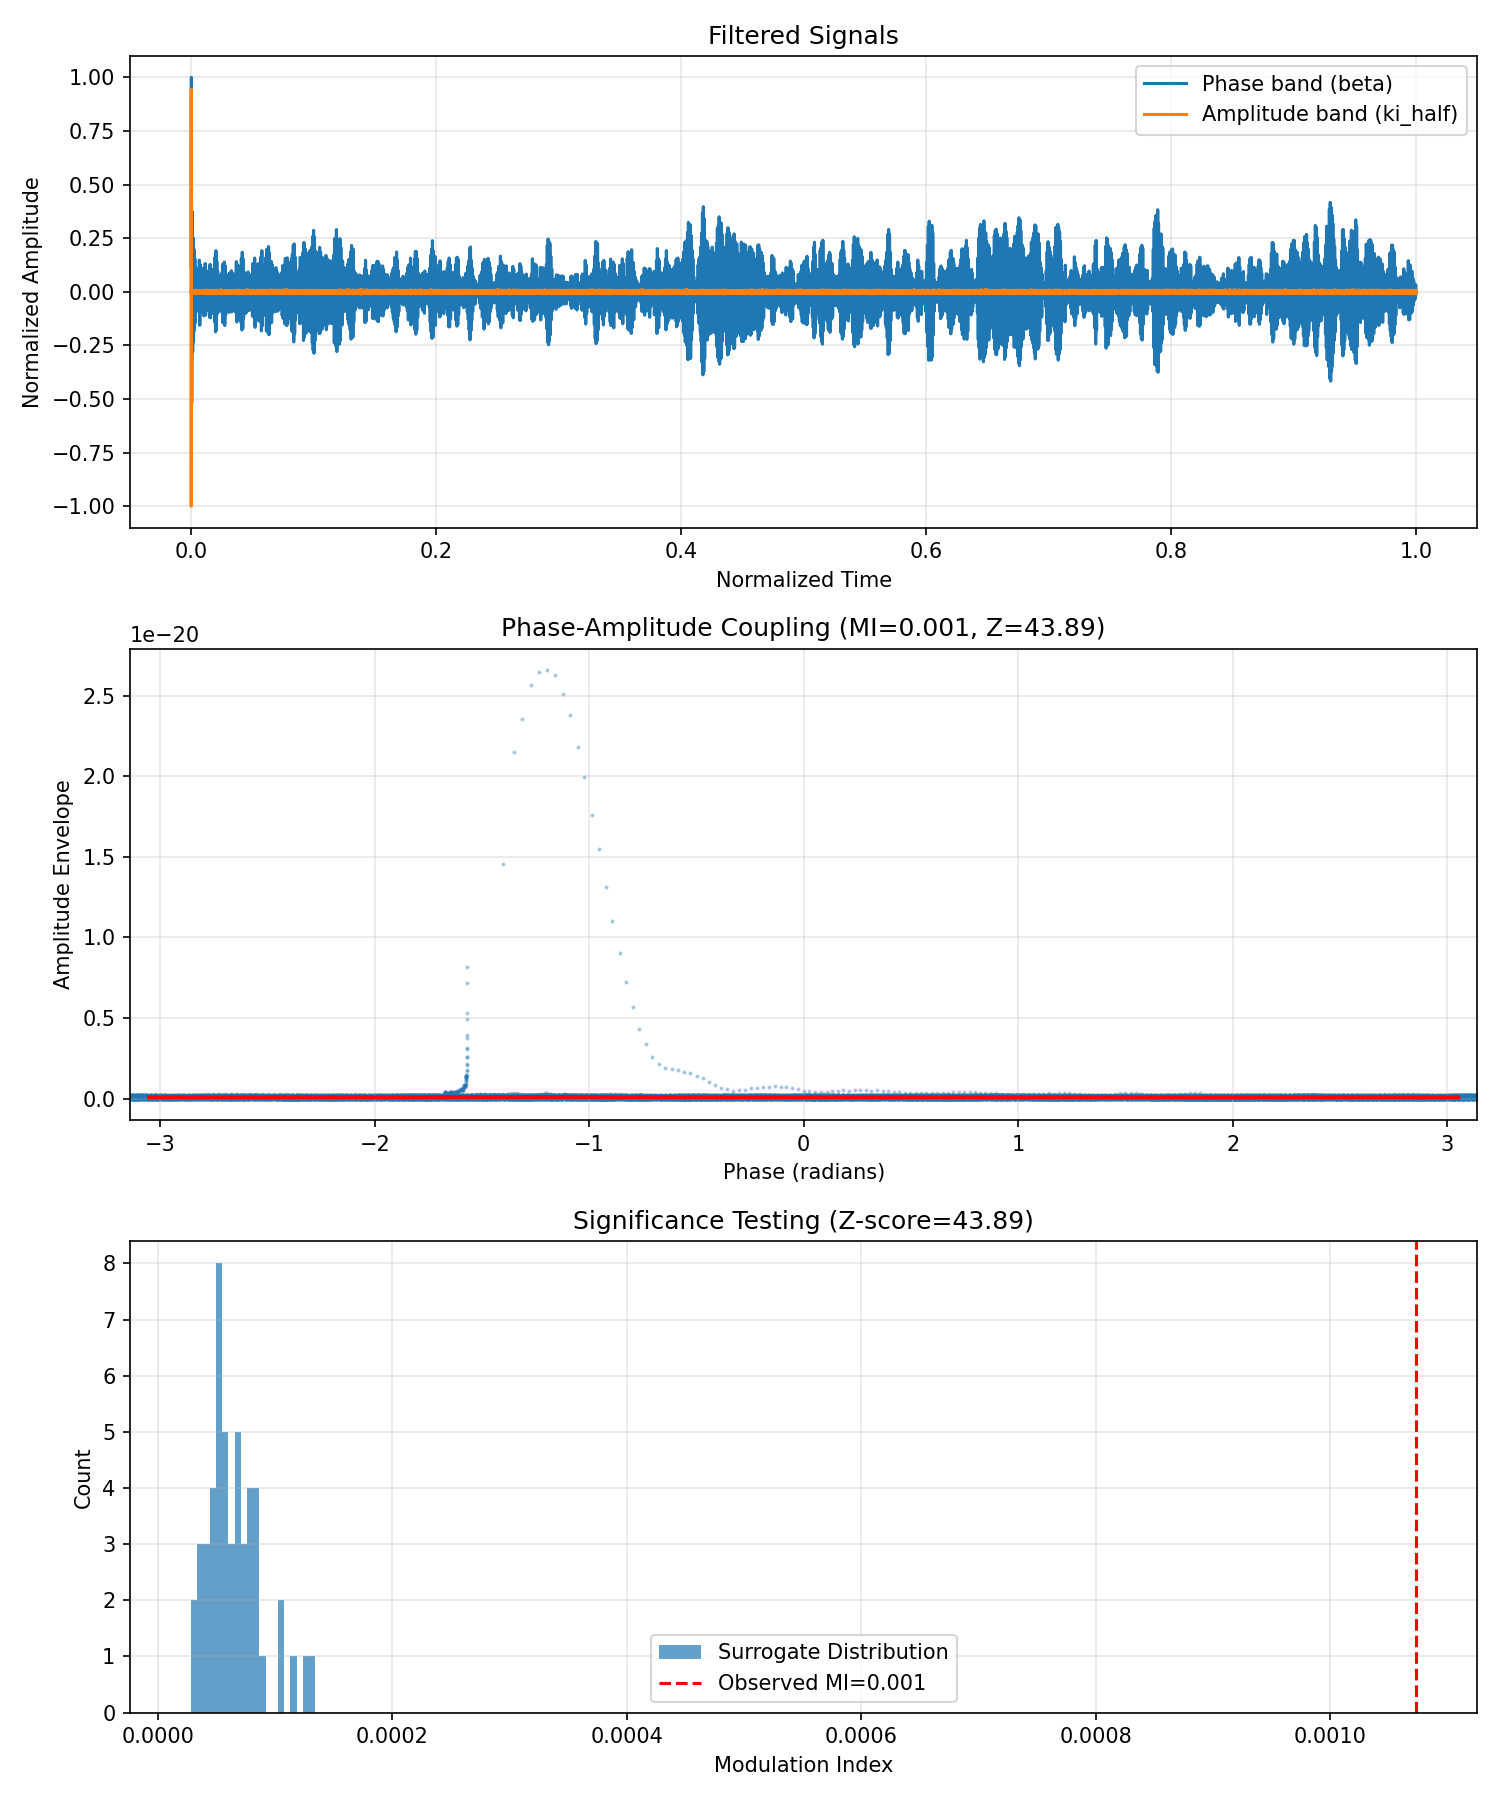 Filtered Signals
Normalized Amplitude
1.00
0.75
0.50
0.25
0.00
−0.25
−0.50
−0.75
−1.00
Phase band (beta)
Amplitude band (ki_half)
0.0 0.2 0.4 0.6 0.8 1.0
Normalized Time
Phase-Amplitude Coupling (MI=0.001, Z=43.89)
1e−20
Amplitude Envelope
2.5
2.0
1.5
1.0
0.5
0.0
−3 −2 −1 0 1 2 3
Phase (radians)
Significance Testing (Z-score=43.89)
Count
8
7
6
5
4
3
2
1
0
Surrogate Distribution
Observed MI=0.001
0.0000 0.0002 0.0004 0.0006 0.0008 0.0010
Modulation Index